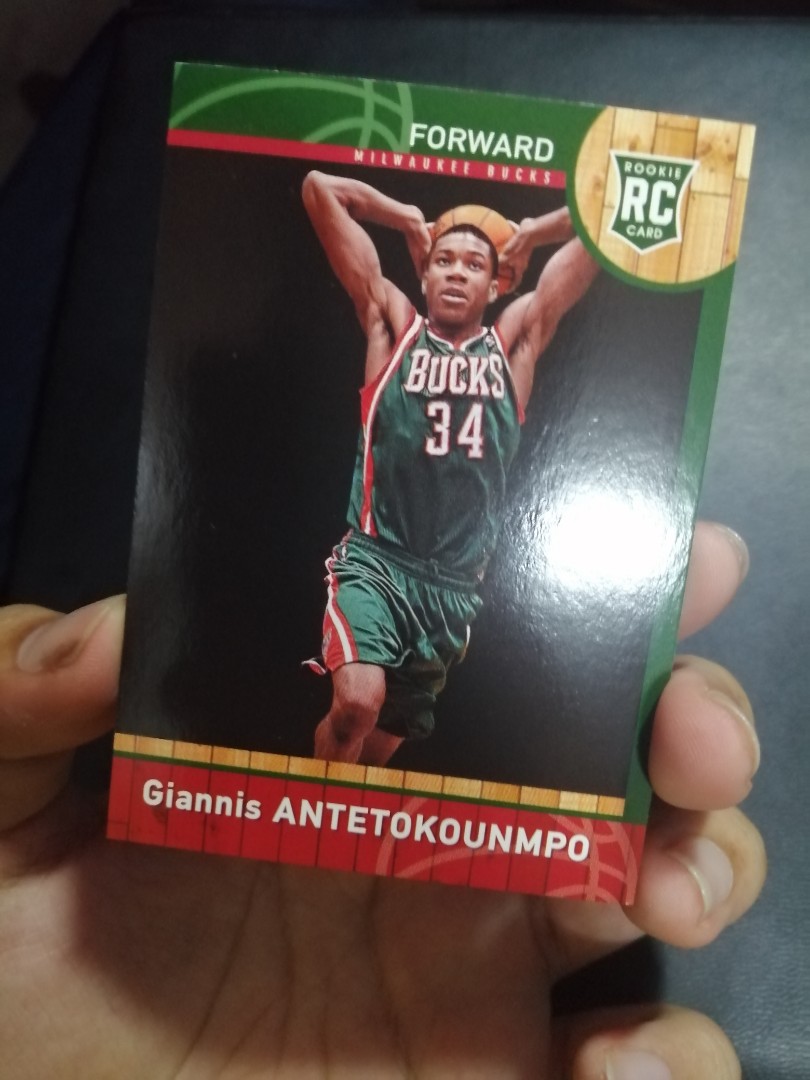 FORWARD
MILWAUKEE BUCKS
ROOKIE
RC
CARD
BUCKS
34
Giannis ANTETOKOUNMPO